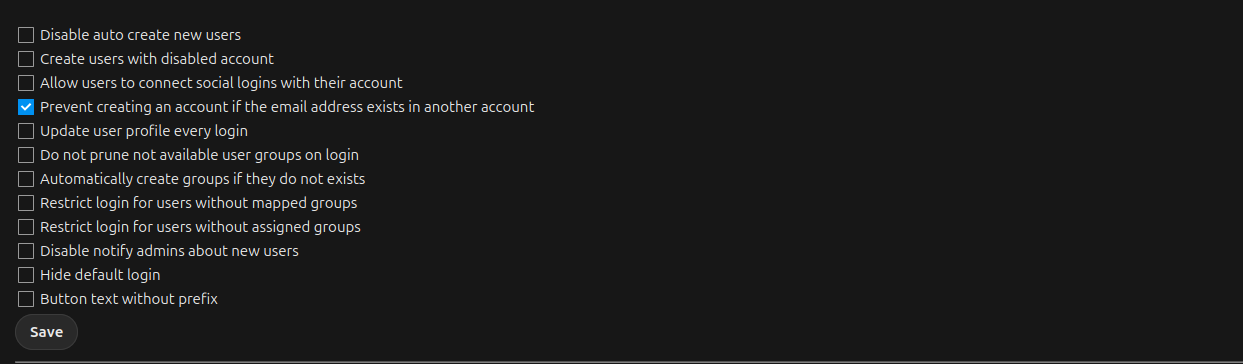 Disable auto create new users
Create users with disabled account
Allow users to connect social logins with their account
Prevent creating an account if the email address exists in another account
Update user profile every login
Do not prune not available user groups on login
Automatically create groups if they do not exists
Restrict login for users without mapped groups
Restrict login for users without assigned groups
Disable notify admins about new users
Hide default login
Button text without prefix
Save